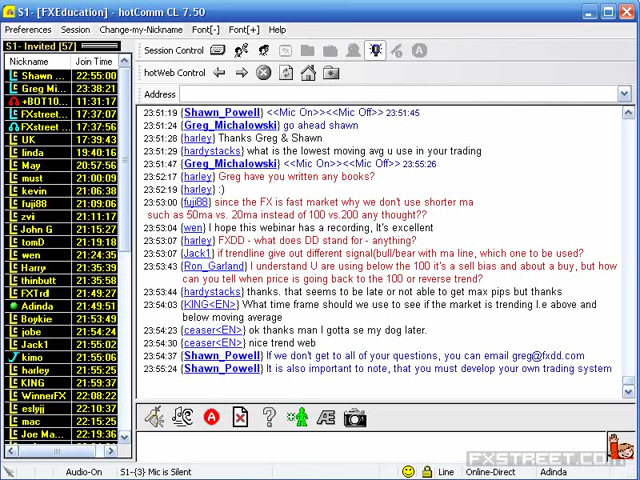 S1- [FXEducation] - hotComm CL 7.50
Preferences Session Change-my-Nickname Font[-] Font[+] Help
S1- Invited [57]
Nickname Join Time
Shawn ... 22:55:00
Greg Mi... 23:38:21
+BOT10... 11:31:17
FXstreet... 17:37:07
FXstreet... 17:37:56
UK 17:39:43
linda 19:40:16
May 20:57:56
must 21:00:09
kevin 21:06:38
fuji88 21:09:06
zvi 21:11:17
John G 21:15:27
tomD 21:19:18
wen 21:24:35
Harry 21:35:39
thinbutt 21:35:58
FXTrd 21:49:27
Adinda 21:49:51
Boykie 21:53:49
jobe 21:54:24
Jack1 21:55:02
kimo 21:55:06
harley 21:55:25
KING 21:59:37
WinnerFX 22:08:22
eslyjj 22:10:37
mac 22:15:25
Joe Ma... 22:19:36
Session Control
hotWeb Control
Address
23:51:19 {Shawn_Powell} <<Mic On>><<Mic Off>> 23:51:45
23:51:28 {Greg_Michalowski} go ahead shawn
23:51:28 {harley} Thanks Greg & Shawn
23:51:29 {hardystacks} what is the lowest moving avg u use in your trading
23:51:47 {Greg_Michalowski} <<Mic On>><<Mic Off>> 23:55:26
23:52:17 {harley} Greg have you written any books?
23:52:19 {harley} :)
23:53:01 {fuji88} since the FX is fast market why we don't use shorter ma
such as 50ma vs. 20ma instead of 100 vs.200 any thought??
23:53:04 {wen} I hope this webinar has a recording, It's excellent
23:53:04 {harley} FXDD - what does DD stand for - anything?
23:53:07 {Jack1} if trendline give out different signal(bull/bear with ma line, which one to be used?
23:53:43 {Ron_Garland} I understand U are using below the 100 it's a sell bias and about a buy, but how
can you tell when price is going back to the 100 or reverse trend?
23:53:44 {hardystacks} thanks. that seems to be late or not able to get max pips but thanks
23:54:03 {KING<EN>} What time frame should we use to see if the market is trending I.e above and
below moving average
23:54:23 {ceaser<EN>} ok thanks man I gotta se my dog later.
23:54:30 {ceaser<EN>} nice trend web
23:54:37 {Shawn_Powell} If we don't get to all of your questions, you can email greg@fxdd.com
23:55:24 {Shawn_Powell} It is also important to note, that you must develop your own trading system
FXSTREET.COM
Audio-On S1-{3} Mic is Silent Line Online-Direct Adinda